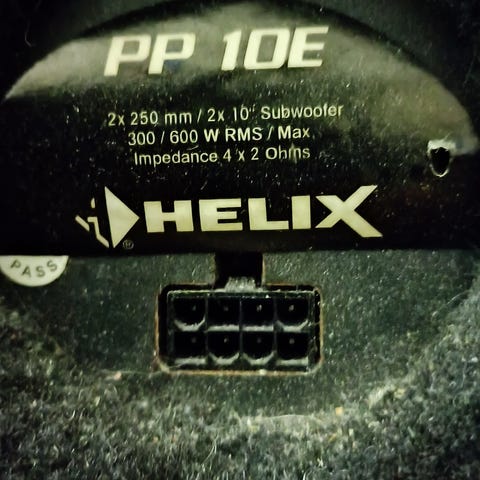 PP 10E
2x 250 mm / 2x 10" Subwoofer
300 / 600 W RMS / Max
Impedance 4 x 2 Ohms
HELIX
®
PASS